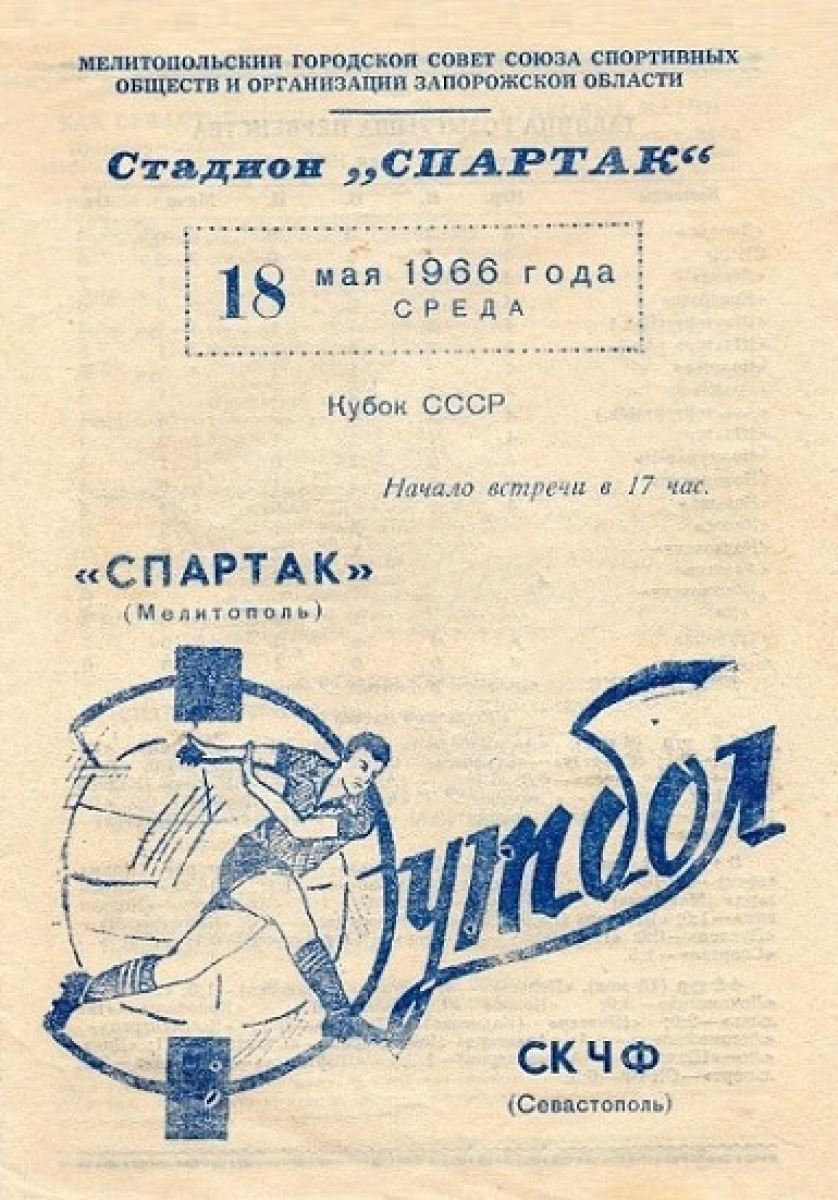 МЕЛИТОПОЛЬСКИЙ ГОРОДСКОЙ СОВЕТ СОЮЗА СПОРТИВНЫХ
ОБЩЕСТВ И ОРГАНИЗАЦИЙ ЗАПОРОЖСКОЙ ОБЛАСТИ
Стадион „СПАРТАК“
18 мая 1966 года
СРЕДА
Кубок СССР
Начало встречи в 17 час.
«СПАРТАК»
(Мелитополь)
Футбол
СКЧФ
(Севастополь)